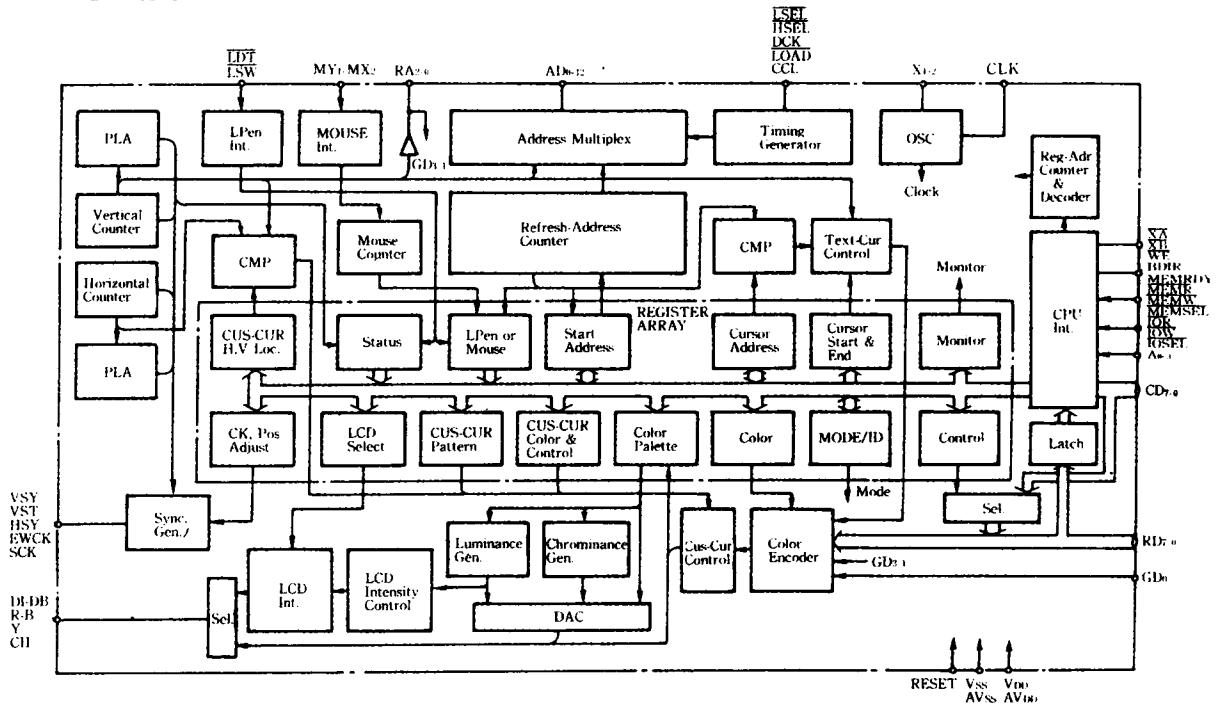 LSEL
HSEL
DCK
LOAD
CCL
LDT
LSW
MY1-MX2
RA2-0
AD0-12
X1-2
CLK
PLA
LPen
Int.
MOUSE
Int.
Address Multiplex
Timing
Generator
OSC
Reg-Adr
Counter
&
Decoder
Clock
Vertical
Counter
CMP
Mouse
Counter
Refresh-Address
Counter
CMP
Text-Cur
Control
Monitor
Horizontal
Counter
PLA
REGISTER
ARRAY
CUS-CUR
H.V Loc.
Status
LPen or
Mouse
Start
Address
Cursor
Address
Cursor
Start &
End
Monitor
CPU
Int.
XA
XB
WE
BDIR
MEMRDY
MEMR
MEMW
MEMSEL
IOW
IOSEL
CD7-0
CK, Pos
Adjust
LCD
Select
CUS-CUR
Pattern
CUS-CUR
Color &
Control
Color
Palette
Color
MODE/ID
Control
Latch
Mode
Sel.
VSY
VST
HSY
EWCK
SCK
Sync.
Gen./
Luminance
Gen.
Chrominance
Gen.
Cus-Cur
Control
Color
Encoder
RD7-0
GD3-1
GD0
DI-DB
R-B
Y
CH
Sel.
LCD
Int.
LCD
Intensity
Control
DAC
RESET
VSS
AVSS
VDD
AVDD